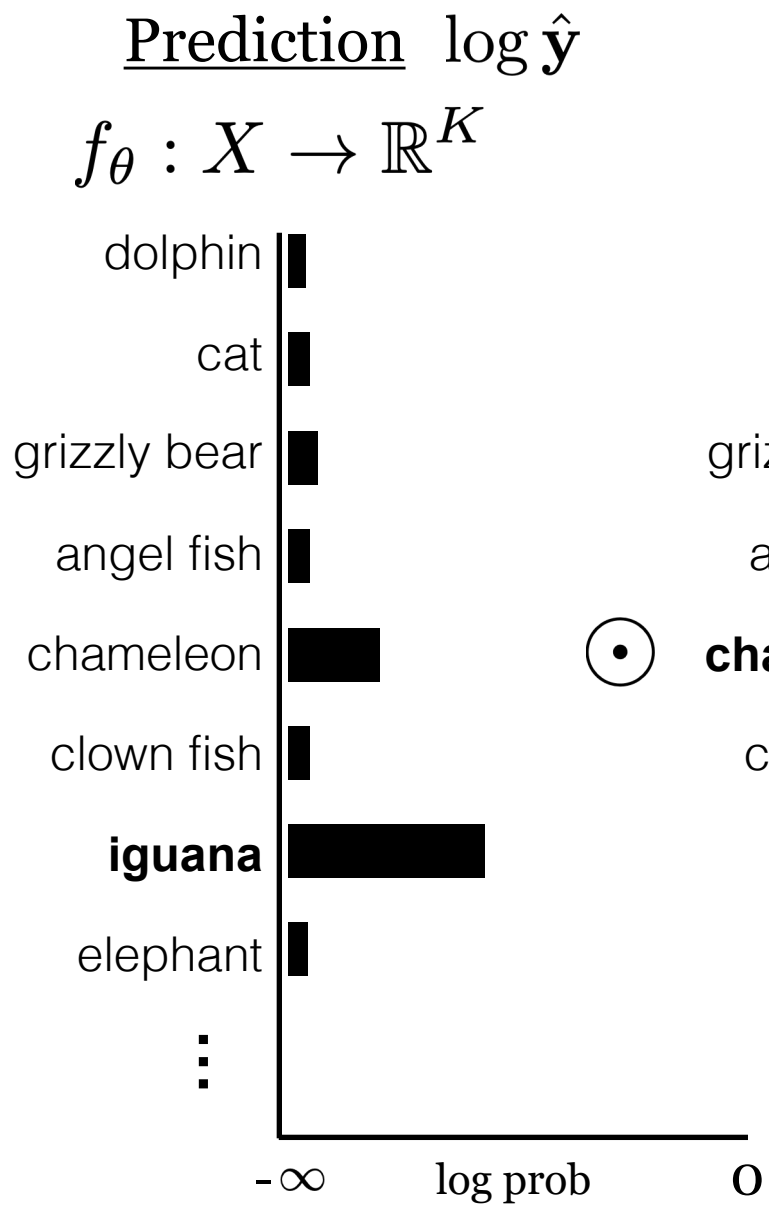 Prediction log ŷ
f_θ : X → ℝ^K
dolphin
cat
grizzly bear
angel fish
chameleon
clown fish
iguana
elephant
⋮
-∞ log prob 0